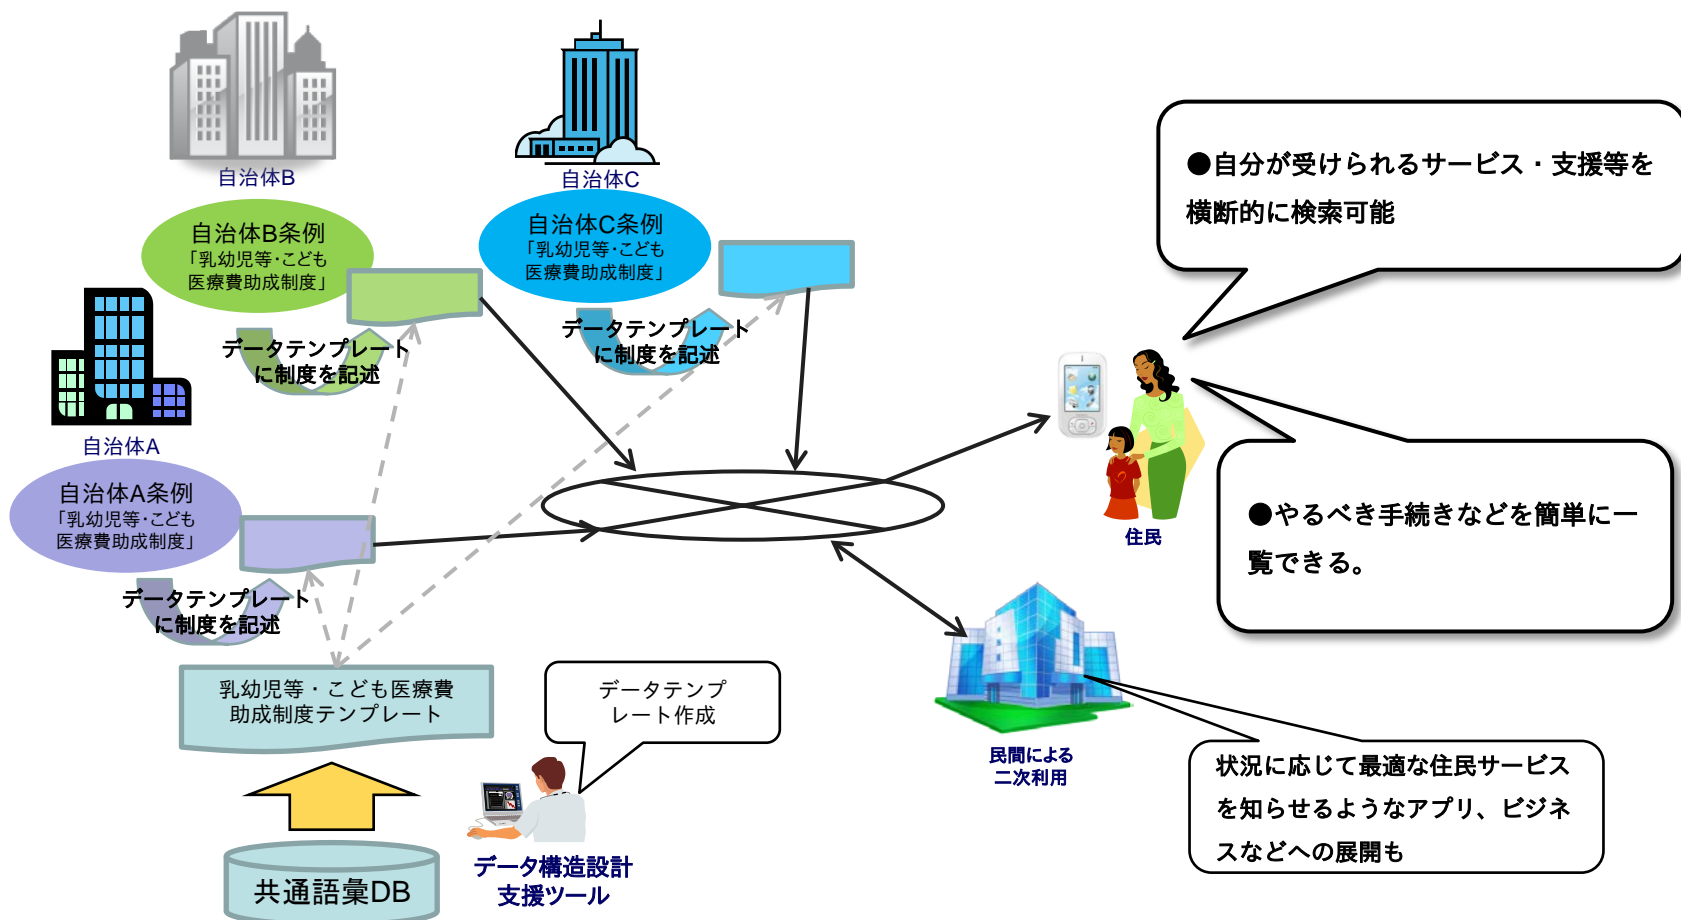 自治体B
自治体C
自治体B条例
「乳幼児等・こども
医療費助成制度」
自治体C条例
「乳幼児等・こども
医療費助成制度」
データテンプレート
に制度を記述
データテンプレート
に制度を記述
自治体A
自治体A条例
「乳幼児等・こども
医療費助成制度」
データテンプレート
に制度を記述
乳幼児等・こども医療費
助成制度テンプレート
データテンプ
レート作成
共通語彙DB
データ構造設計
支援ツール
●自分が受けられるサービス・支援等を
横断的に検索可能
住民
●やるべき手続きなどを簡単に一
覧できる。
民間による
二次利用
状況に応じて最適な住民サービス
を知らせるようなアプリ、ビジネ
スなどへの展開も